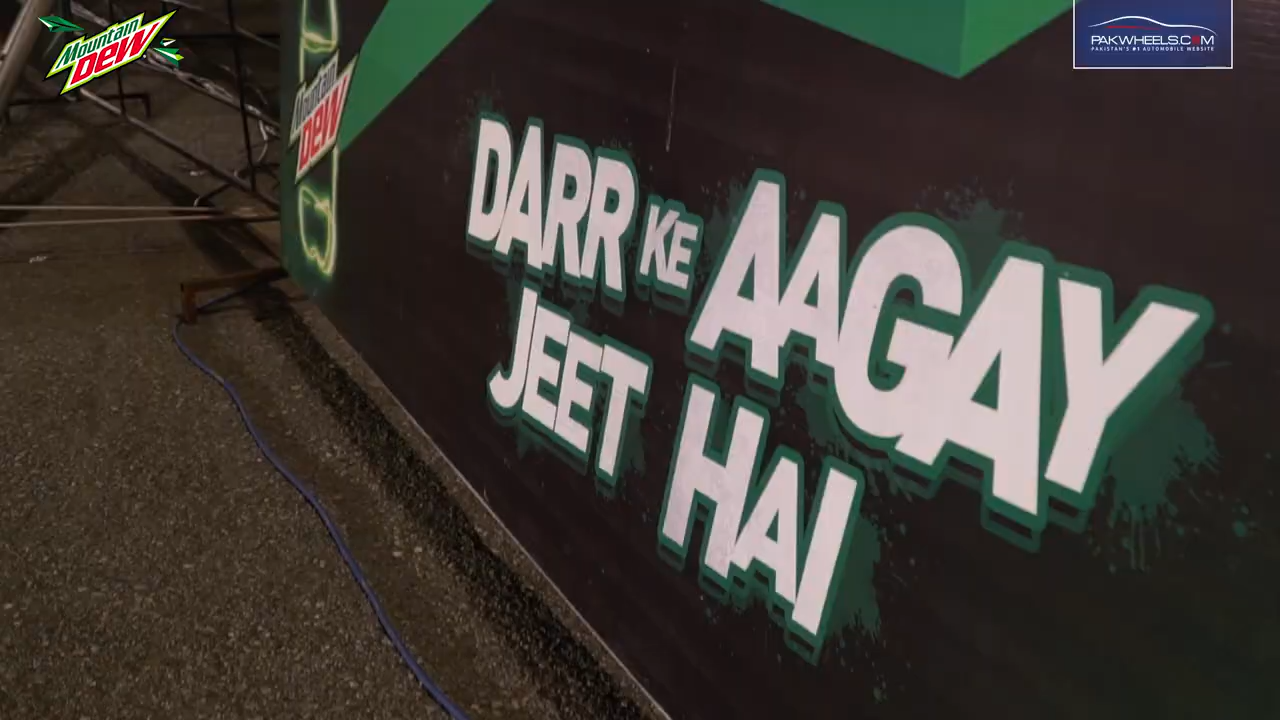 Mountain
DEW
PAKWHEELS.COM
PAKISTAN'S #1 AUTOMOBILE WEBSITE
Mountain
DEW
DARR KE AAGAY
JEET HAI